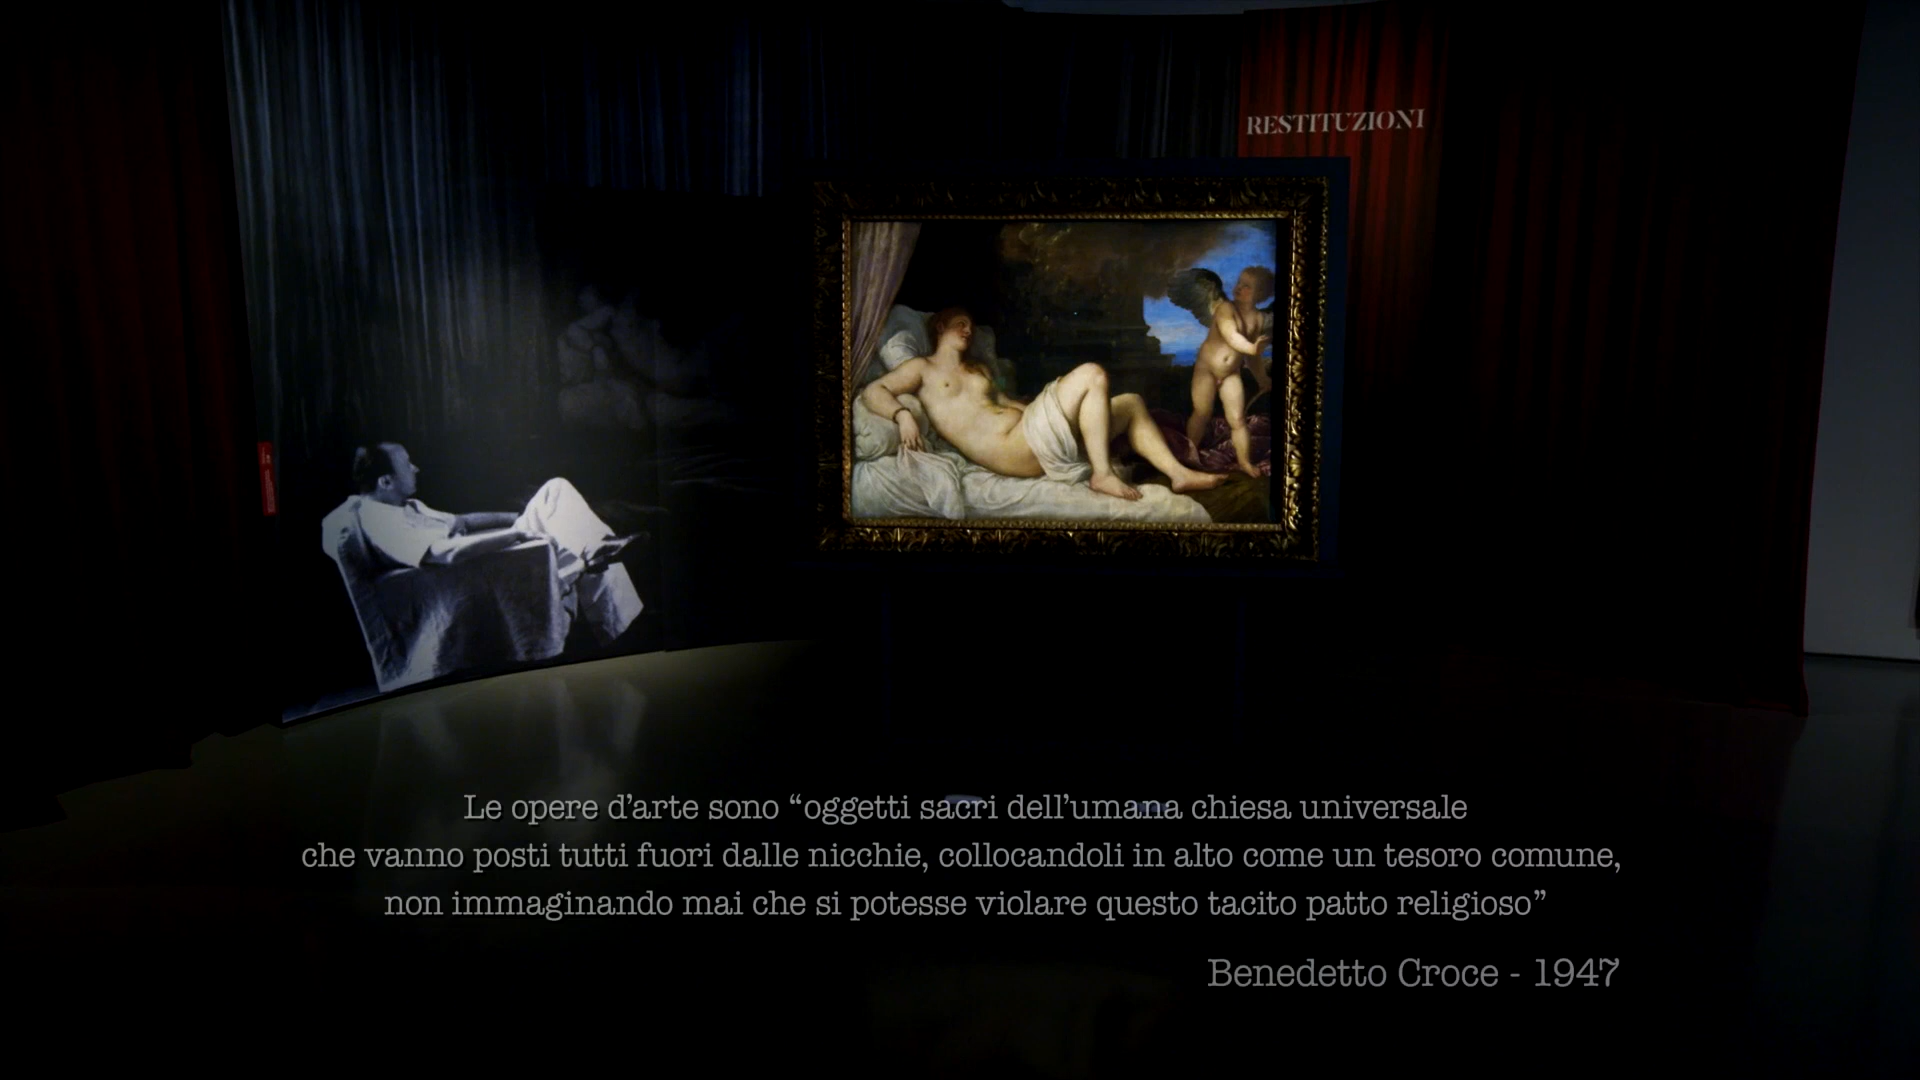 RESTITUZIONI
Le opere d’arte sono “oggetti sacri dell’umana chiesa universale
che vanno posti tutti fuori dalle nicchie, collocandoli in alto come un tesoro comune,
non immaginando mai che si potesse violare questo tacito patto religioso”
Benedetto Croce - 1947